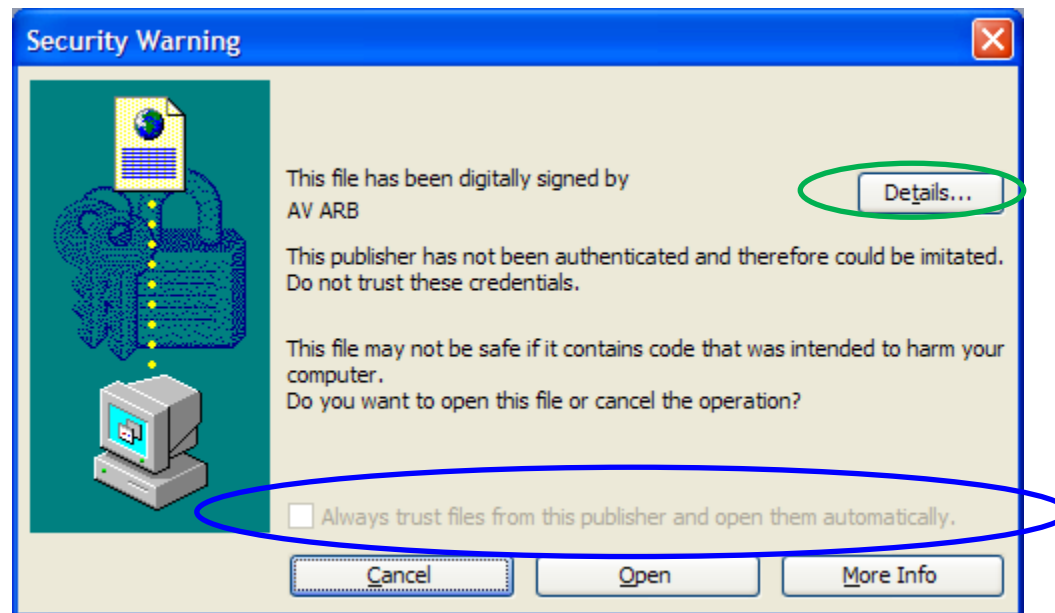 Security Warning
This file has been digitally signed by
AV ARB
Details...
This publisher has not been authenticated and therefore could be imitated.
Do not trust these credentials.
This file may not be safe if it contains code that was intended to harm your
computer.
Do you want to open this file or cancel the operation?
Always trust files from this publisher and open them automatically.
Cancel
Open
More Info